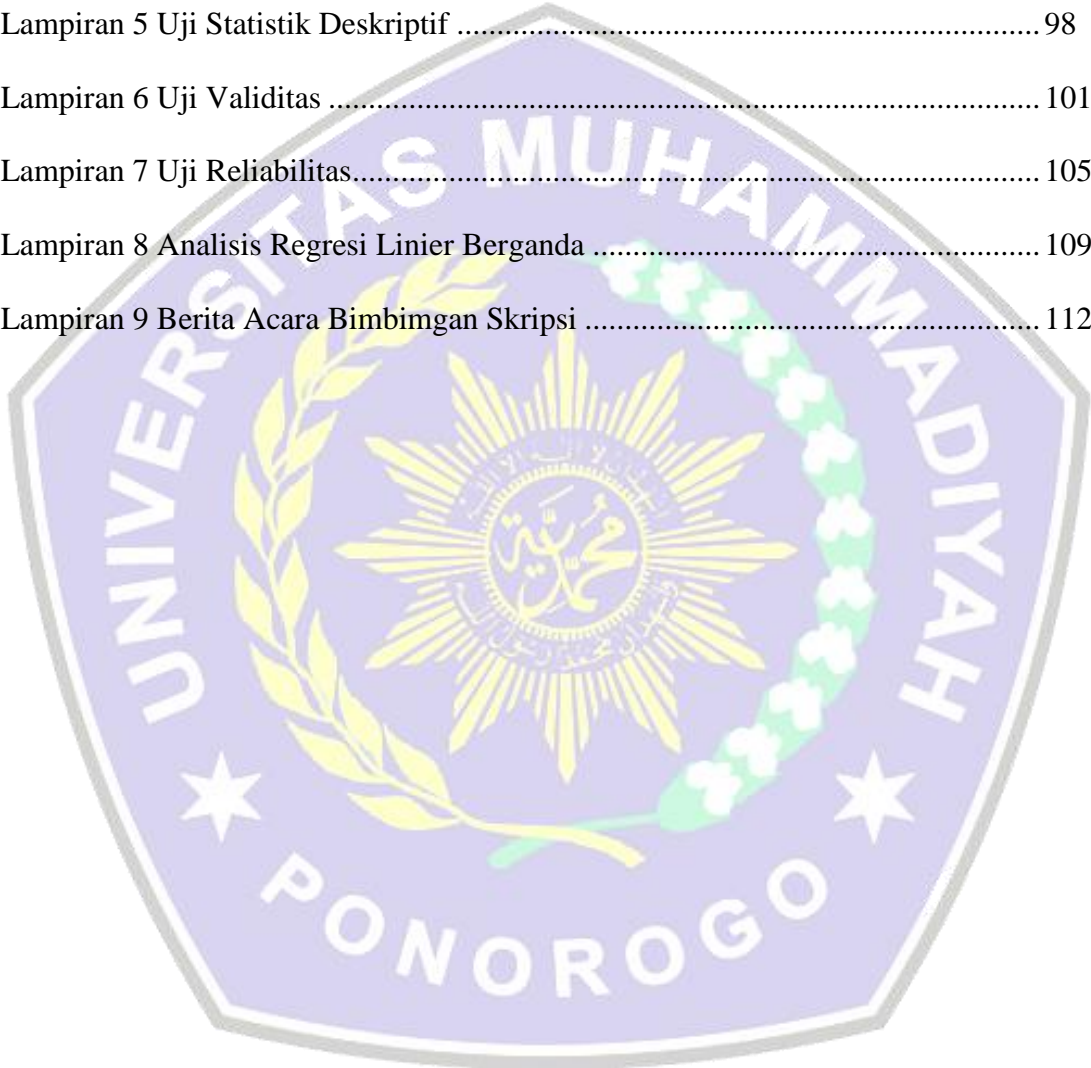 Lampiran 5 Uji Statistik Deskriptif ........................................................................ 98
Lampiran 6 Uji Validitas ........................................................................................ 101
Lampiran 7 Uji Reliabilitas..................................................................................... 105
Lampiran 8 Analisis Regresi Linier Berganda ....................................................... 109
Lampiran 9 Berita Acara Bimbimgan Skripsi ........................................................ 112
UNIVERSITAS MUHAMMADIYAH
PONOROGO